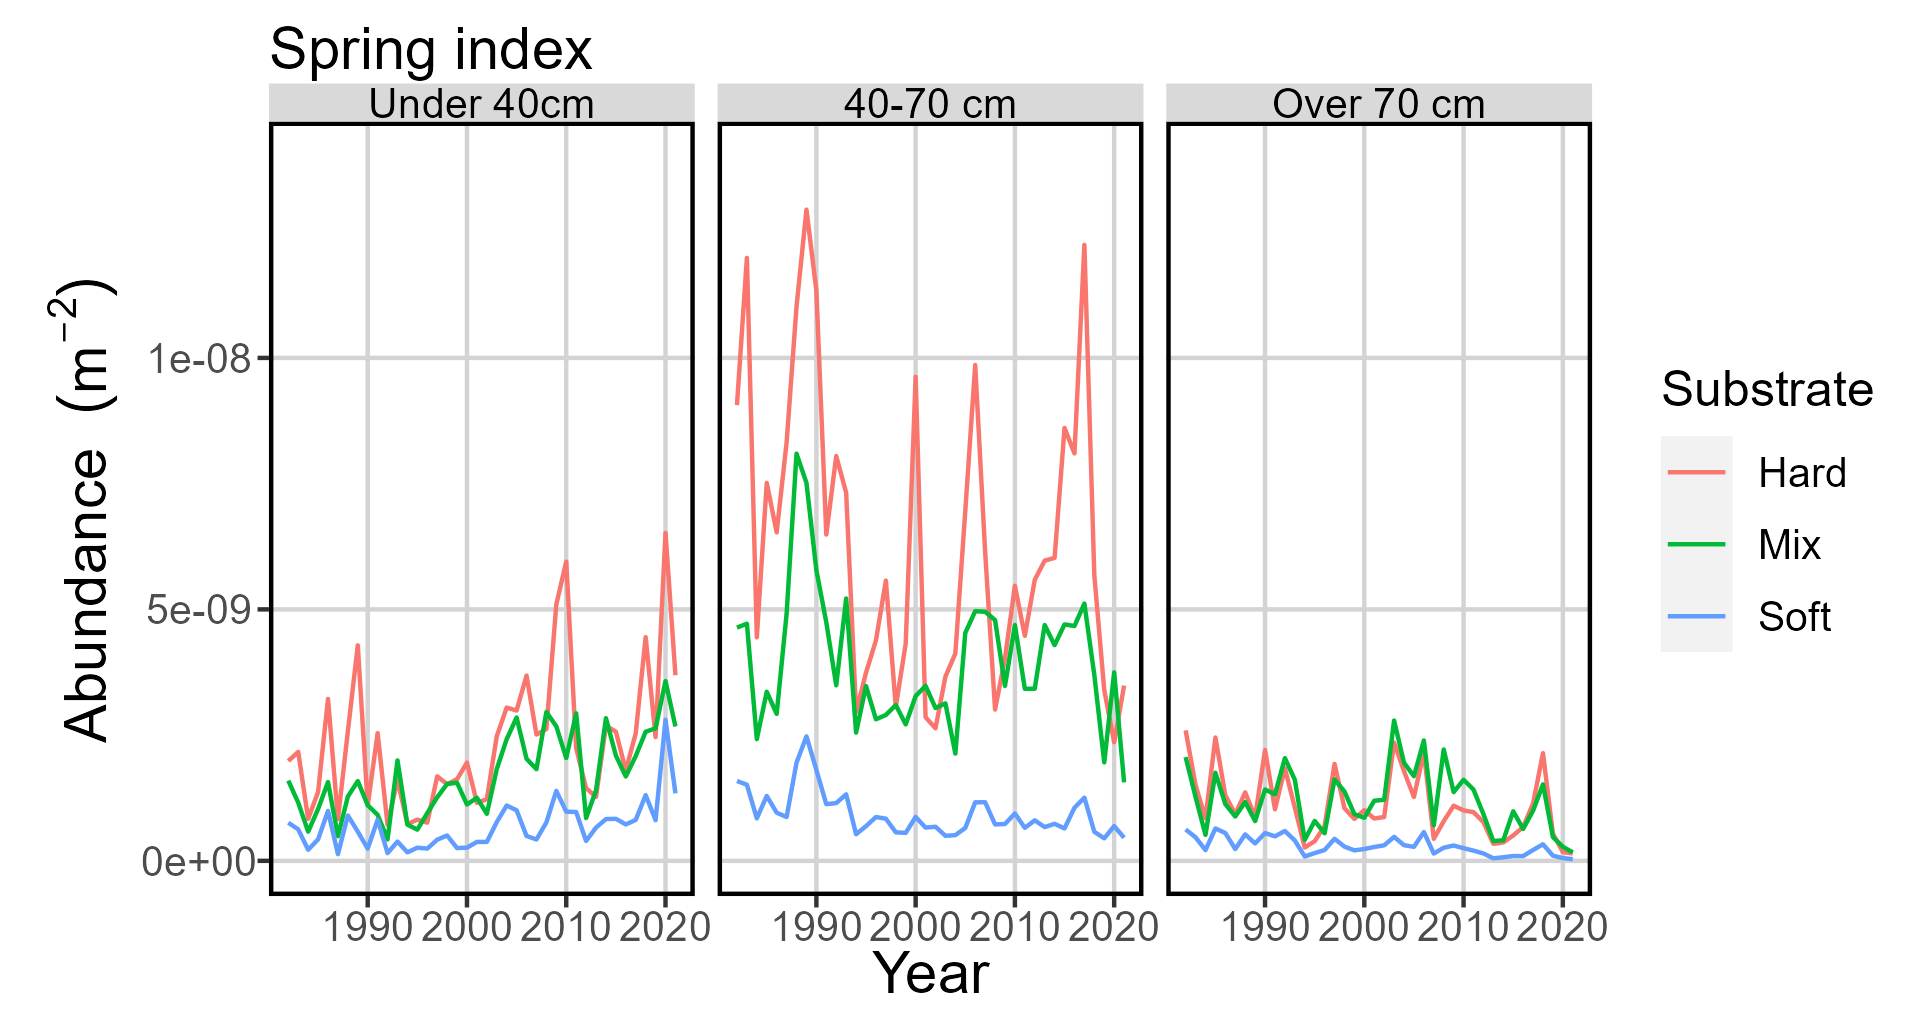 Spring index
Under 40cm 40-70 cm Over 70 cm
Abundance (m⁻²)
1e-08
5e-09
0e+00
1990 2000 2010 2020 1990 2000 2010 2020 1990 2000 2010 2020
Year
Substrate
Hard
Mix
Soft